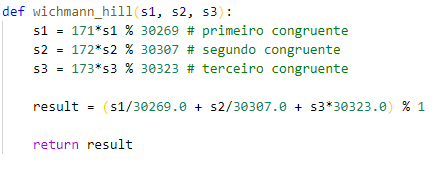 def wichmann_hill(s1, s2, s3):
    s1 = 171*s1 % 30269 # primeiro congruente
    s2 = 172*s2 % 30307 # segundo congruente
    s3 = 173*s3 % 30323 # terceiro congruente
    result = (s1/30269.0 + s2/30307.0 + s3*30323.0) % 1
    return result